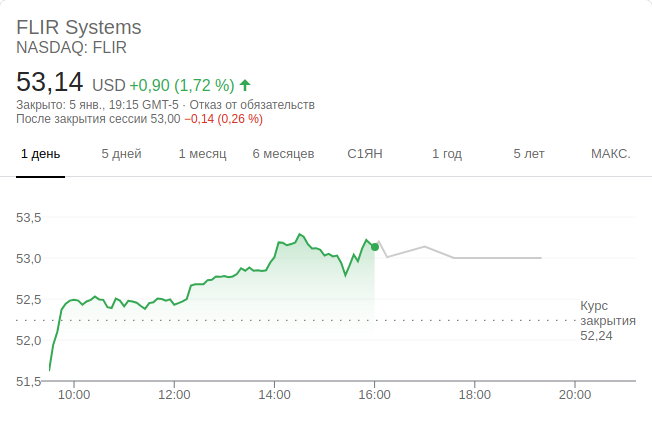 FLIR Systems
NASDAQ: FLIR
53,14 USD +0,90 (1,72 %)
Закрыто: 5 янв., 19:15 GMT-5 · Отказ от обязательств
После закрытия сессии 53,00 −0,14 (0,26 %)
1 день 5 дней 1 месяц 6 месяцев С1ЯН 1 год 5 лет МАКС.
53,5
53,0
52,5
Курс
закрытия
52,24
52,0
51,5
10:00 12:00 14:00 16:00 18:00 20:00